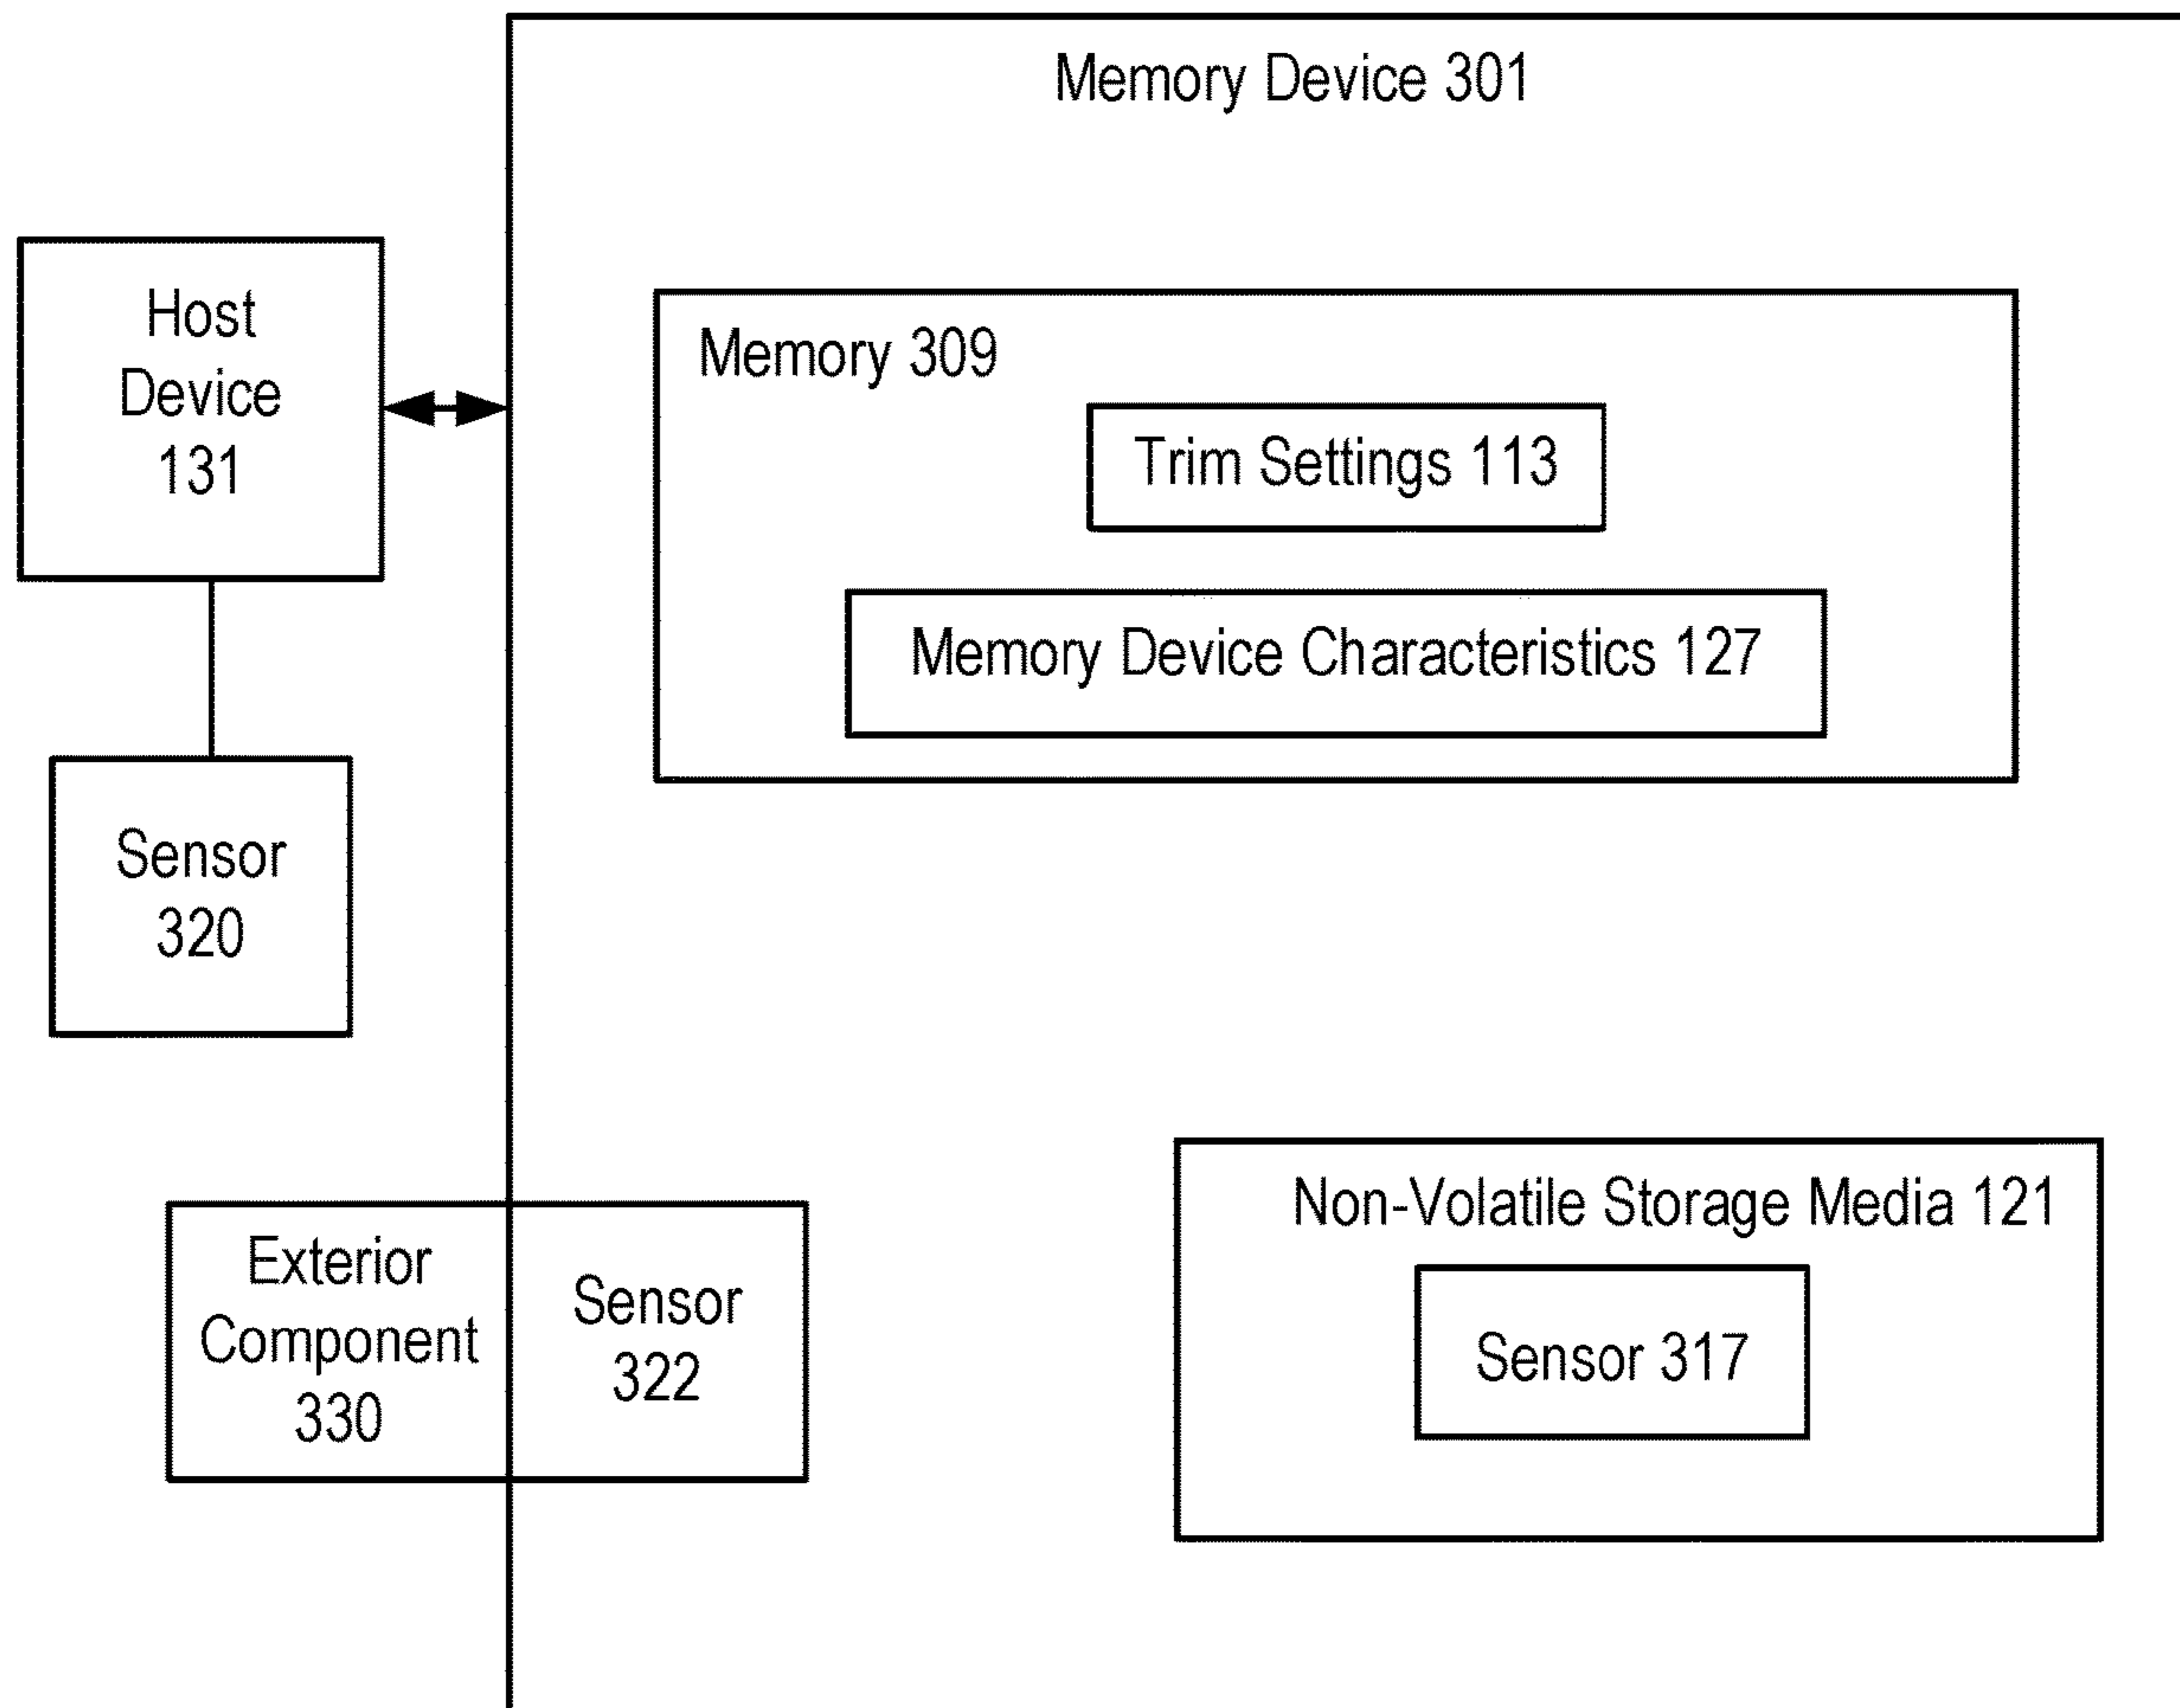 Memory Device 301
Host
Device
131
Memory 309
Trim Settings 113
Memory Device Characteristics 127
Sensor
320
Exterior
Component
330
Sensor
322
Non-Volatile Storage Media 121
Sensor 317